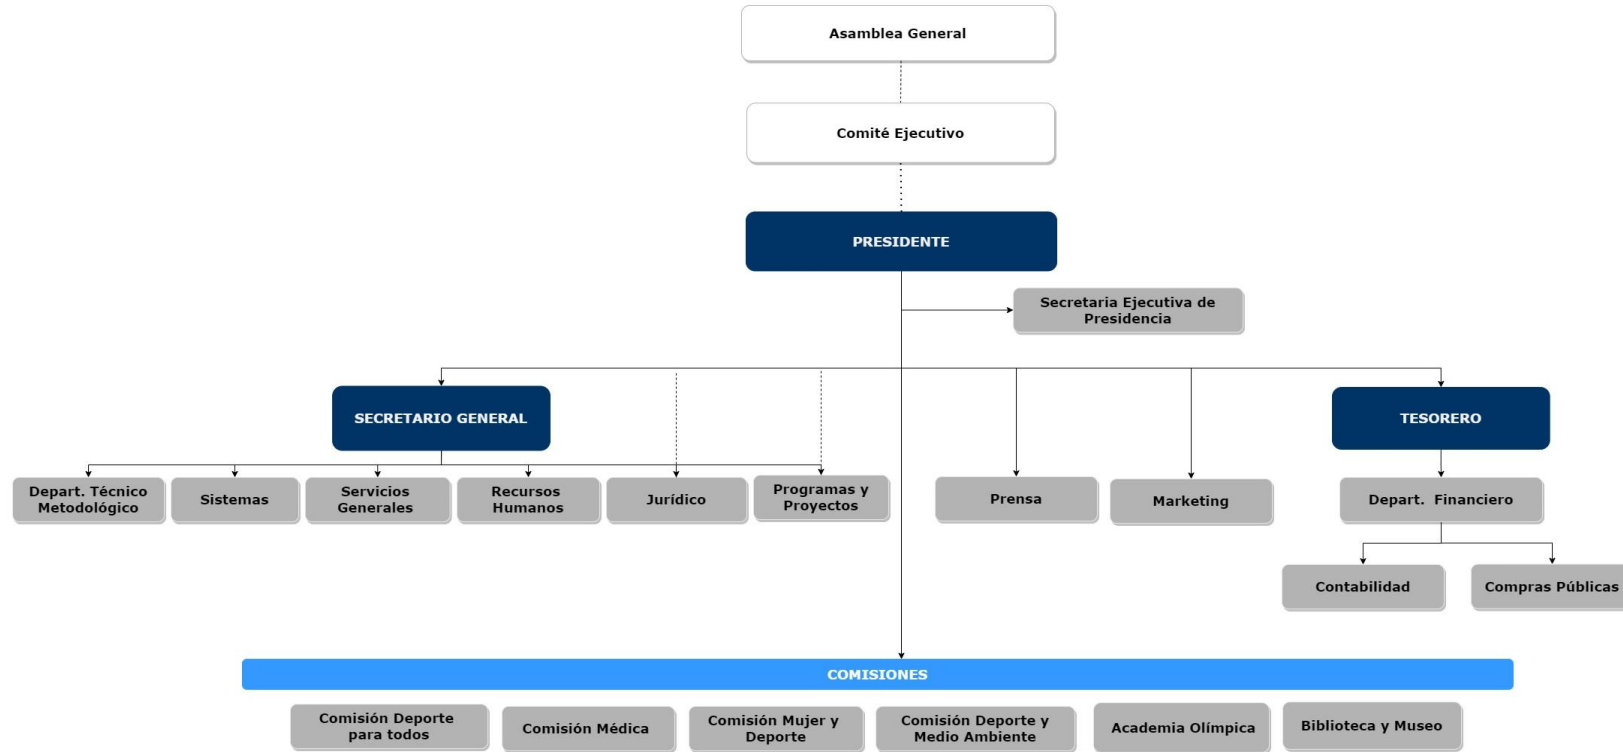 Asamblea General
Comité Ejecutivo
PRESIDENTE
Secretaria Ejecutiva de
Presidencia
SECRETARIO GENERAL
TESORERO
Depart. Técnico
Metodológico
Sistemas
Servicios
Generales
Recursos
Humanos
Jurídico
Programas y
Proyectos
Prensa
Marketing
Depart. Financiero
Contabilidad
Compras Públicas
COMISIONES
Comisión Deporte
para todos
Comisión Médica
Comisión Mujer y
Deporte
Comisión Deporte y
Medio Ambiente
Academia Olímpica
Biblioteca y Museo